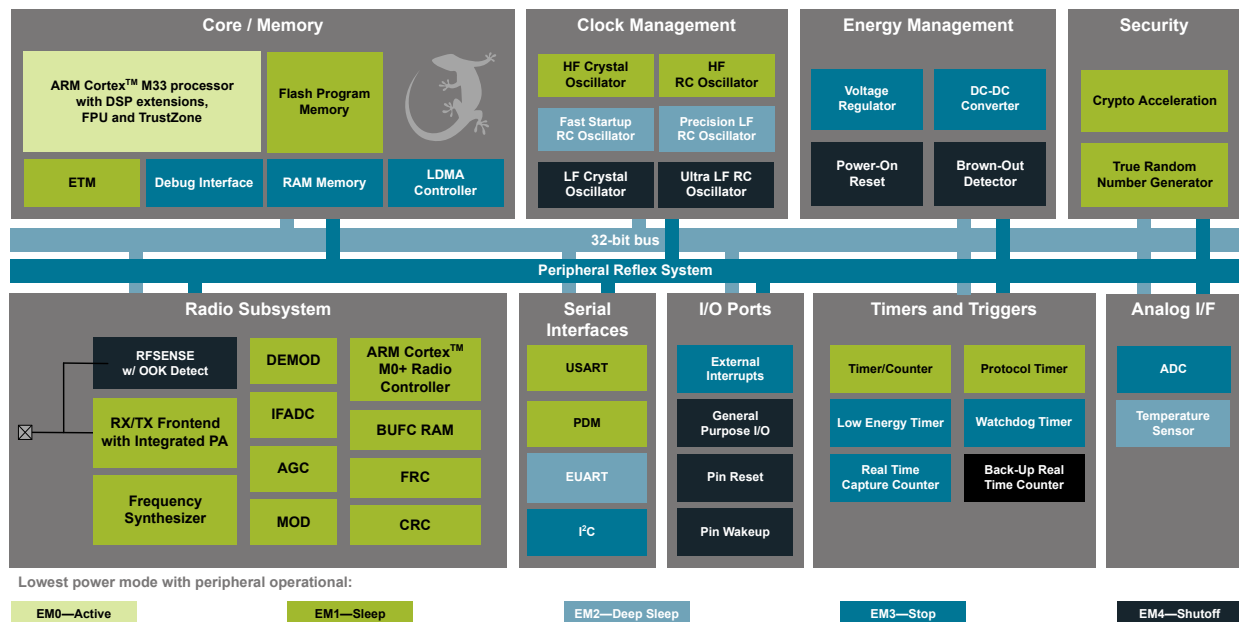 Core / Memory
ARM Cortex™ M33 processor
with DSP extensions,
FPU and TrustZone
Flash Program
Memory
ETM
Debug Interface
RAM Memory
LDMA
Controller
Clock Management
HF Crystal
Oscillator
HF
RC Oscillator
Fast Startup
RC Oscillator
Precision LF
RC Oscillator
LF Crystal
Oscillator
Ultra LF RC
Oscillator
Energy Management
Voltage
Regulator
DC-DC
Converter
Power-On
Reset
Brown-Out
Detector
Security
Crypto Acceleration
True Random
Number Generator
32-bit bus
Peripheral Reflex System
Radio Subsystem
RFSENSE
w/ OOK Detect
RX/TX Frontend
with Integrated PA
Frequency
Synthesizer
DEMOD
IFADC
AGC
MOD
ARM Cortex™
M0+ Radio
Controller
BUFC RAM
FRC
CRC
Serial
Interfaces
USART
PDM
EUART
I²C
I/O Ports
External
Interrupts
General
Purpose I/O
Pin Reset
Pin Wakeup
Timers and Triggers
Timer/Counter
Protocol Timer
Low Energy Timer
Watchdog Timer
Real Time
Capture Counter
Back-Up Real
Time Counter
Analog I/F
ADC
Temperature
Sensor
Lowest power mode with peripheral operational:
EM0—Active
EM1—Sleep
EM2—Deep Sleep
EM3—Stop
EM4—Shutoff